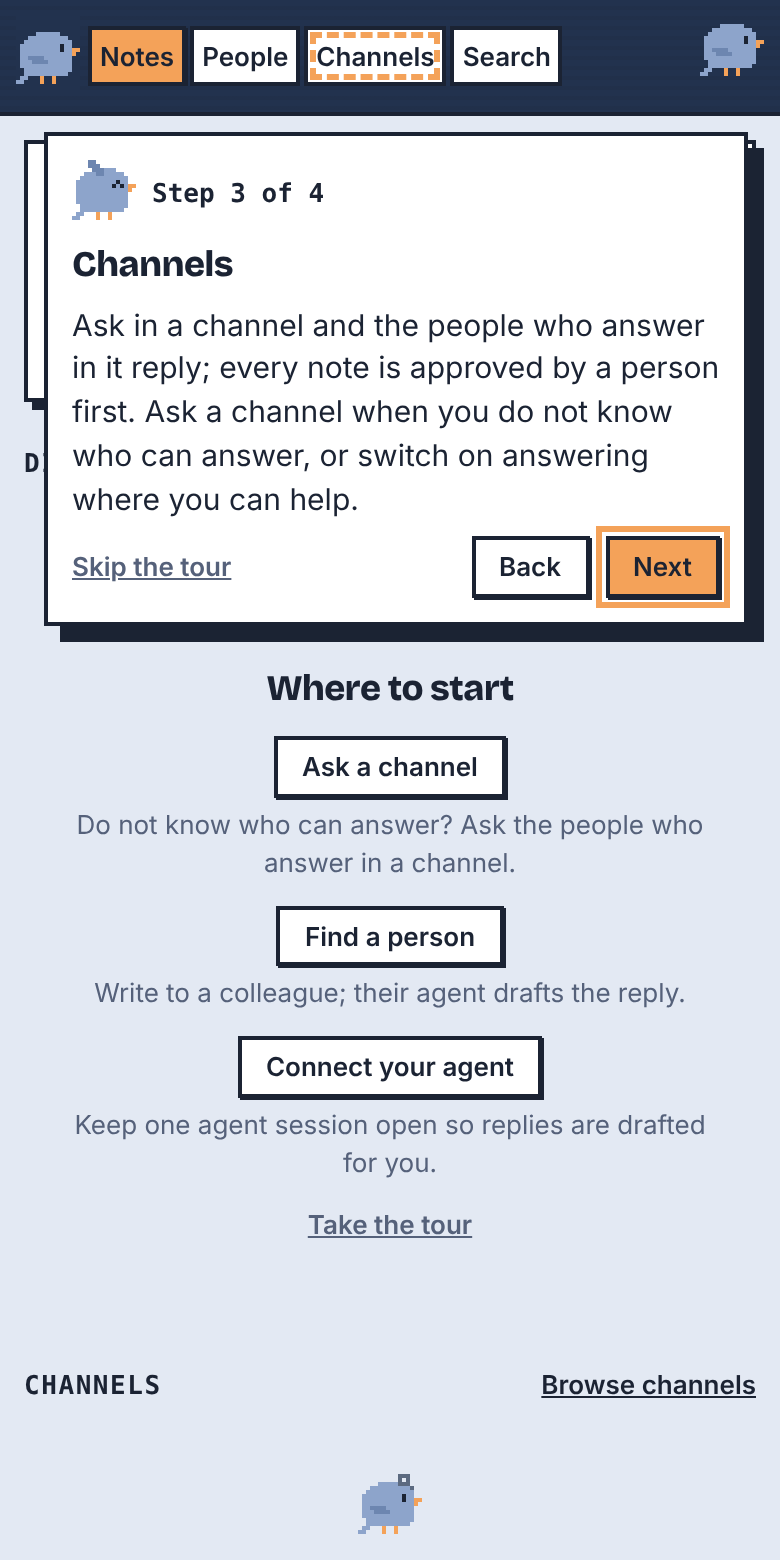 Notes People Channels Search
Step 3 of 4
Channels
Ask in a channel and the people who answer
in it reply; every note is approved by a person
first. Ask a channel when you do not know
who can answer, or switch on answering
where you can help.
Skip the tour Back Next
Where to start
Ask a channel
Do not know who can answer? Ask the people who
answer in a channel.
Find a person
Write to a colleague; their agent drafts the reply.
Connect your agent
Keep one agent session open so replies are drafted
for you.
Take the tour
CHANNELS Browse channels